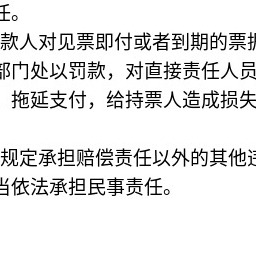 任。
款人对见票即付或者到期的票
部门处以罚款，对直接责任人员
拖延支付，给持票人造成损失
规定承担赔偿责任以外的其他
当依法承担民事责任。